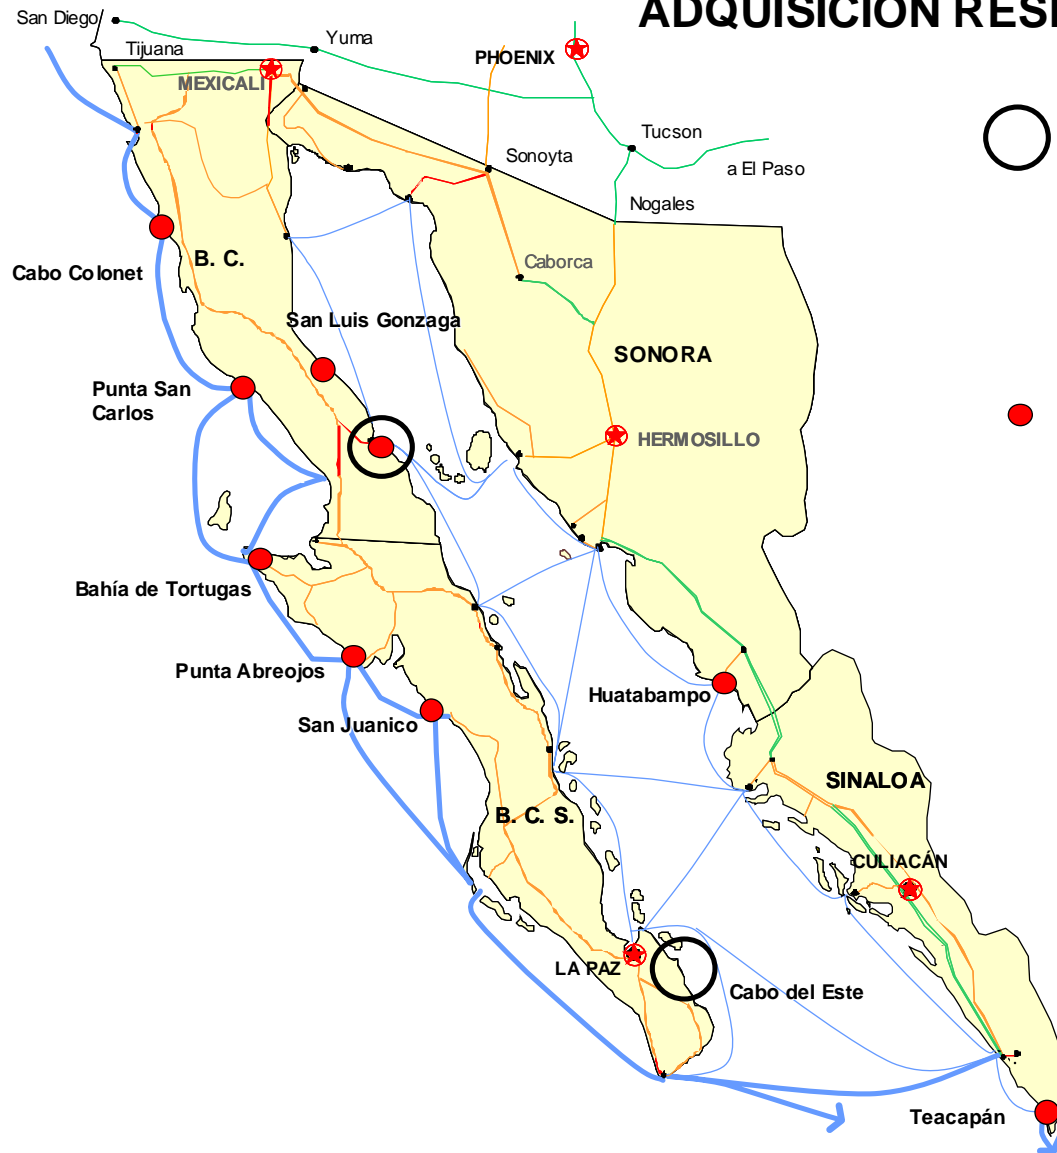 ADQUISICIÓN
San Diego
Yuma
Tijuana
PHOENIX
MEXICALI
Tucson
Sonoyta
a El Paso
Nogales
B. C.
Cabo Colonet
Caborca
San Luis Gonzaga
SONORA
Punta San
Carlos
HERMOSILLO
Bahía de Tortugas
Punta Abreojos
Huatabampo
San Juanico
SINALOA
B. C. S.
CULIACÁN
LA PAZ
Cabo del Este
Teacapán